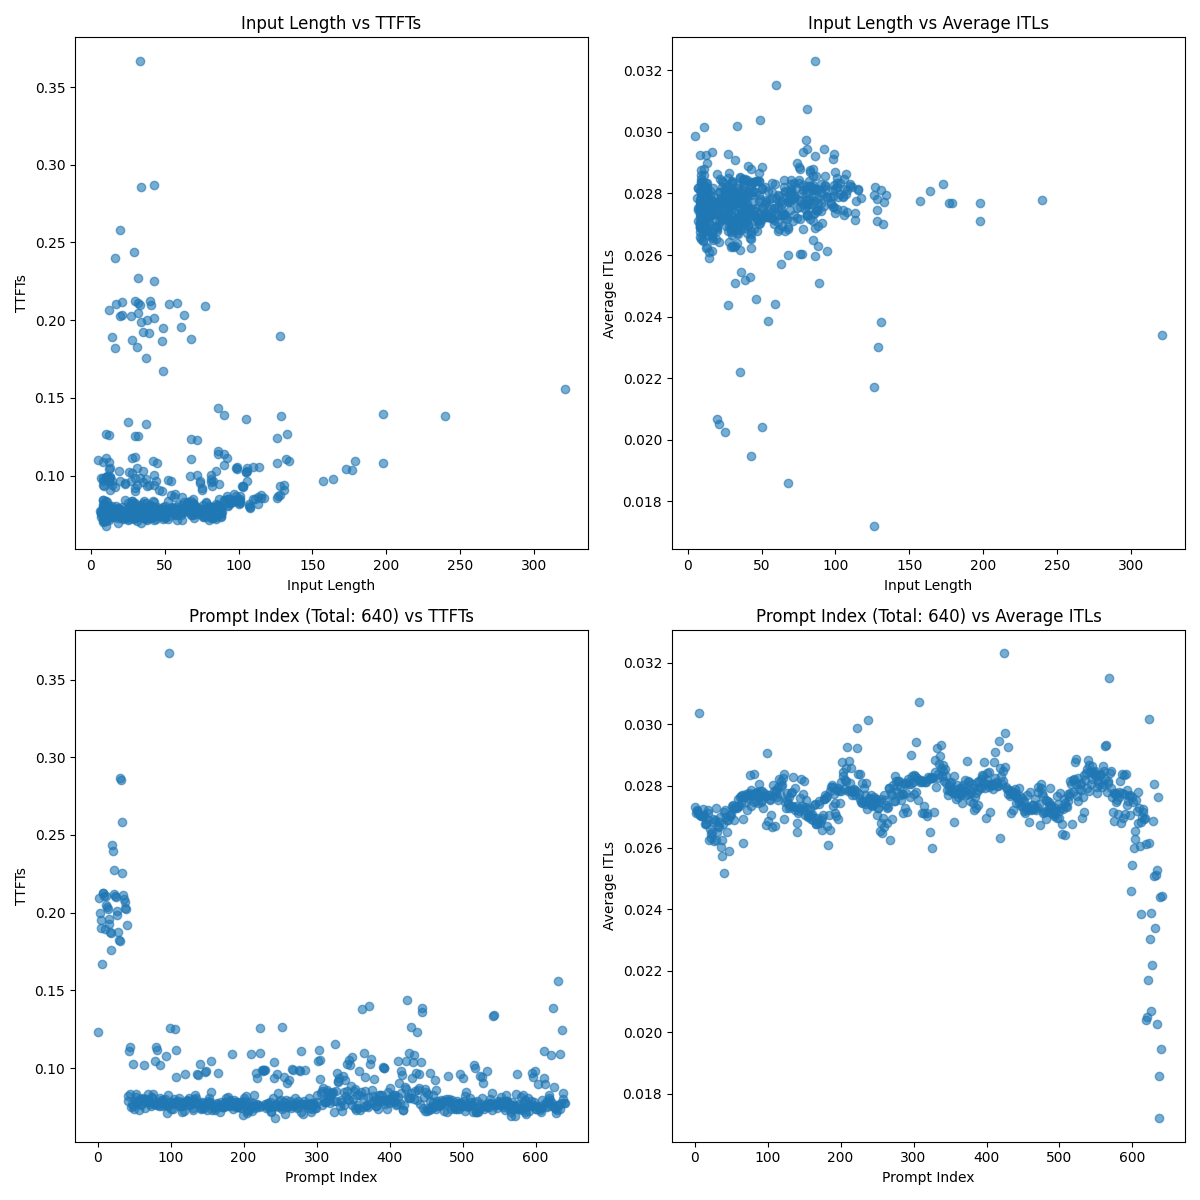 Input Length vs TTFTs
0.35
0.30
0.25
0.20
0.15
0.10
TTFTs
0 50 100 150 200 250 300
Input Length
Input Length vs Average ITLs
0.032
0.030
0.028
0.026
0.024
0.022
0.020
0.018
Average ITLs
0 50 100 150 200 250 300
Input Length
Prompt Index (Total: 640) vs TTFTs
0.35
0.30
0.25
0.20
0.15
0.10
TTFTs
0 100 200 300 400 500 600
Prompt Index
Prompt Index (Total: 640) vs Average ITLs
0.032
0.030
0.028
0.026
0.024
0.022
0.020
0.018
Average ITLs
0 100 200 300 400 500 600
Prompt Index